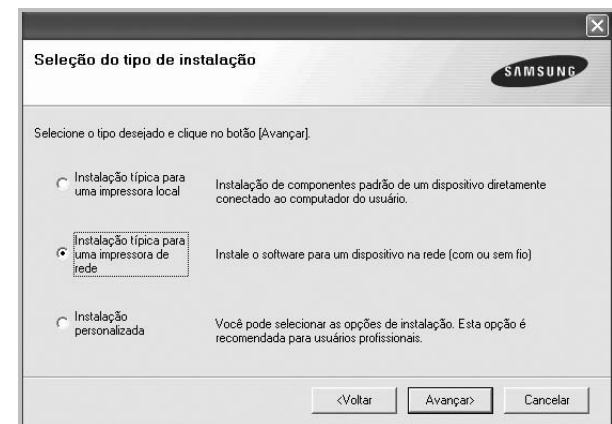 Seleção do tipo de instalação
SAMSUNG
Selecione o tipo desejado e clique no botão [Avançar].
Instalação típica para
uma impressora local
Instalação de componentes padrão de um dispositivo diretamente
conectado ao computador do usuário.
Instalação típica para
uma impressora de
rede
Instale o software para um dispositivo na rede (com ou sem fio)
Instalação
personalizada
Você pode selecionar as opções de instalação. Esta opção é
recomendada para usuários profissionais.
<Voltar
Avançar>
Cancelar